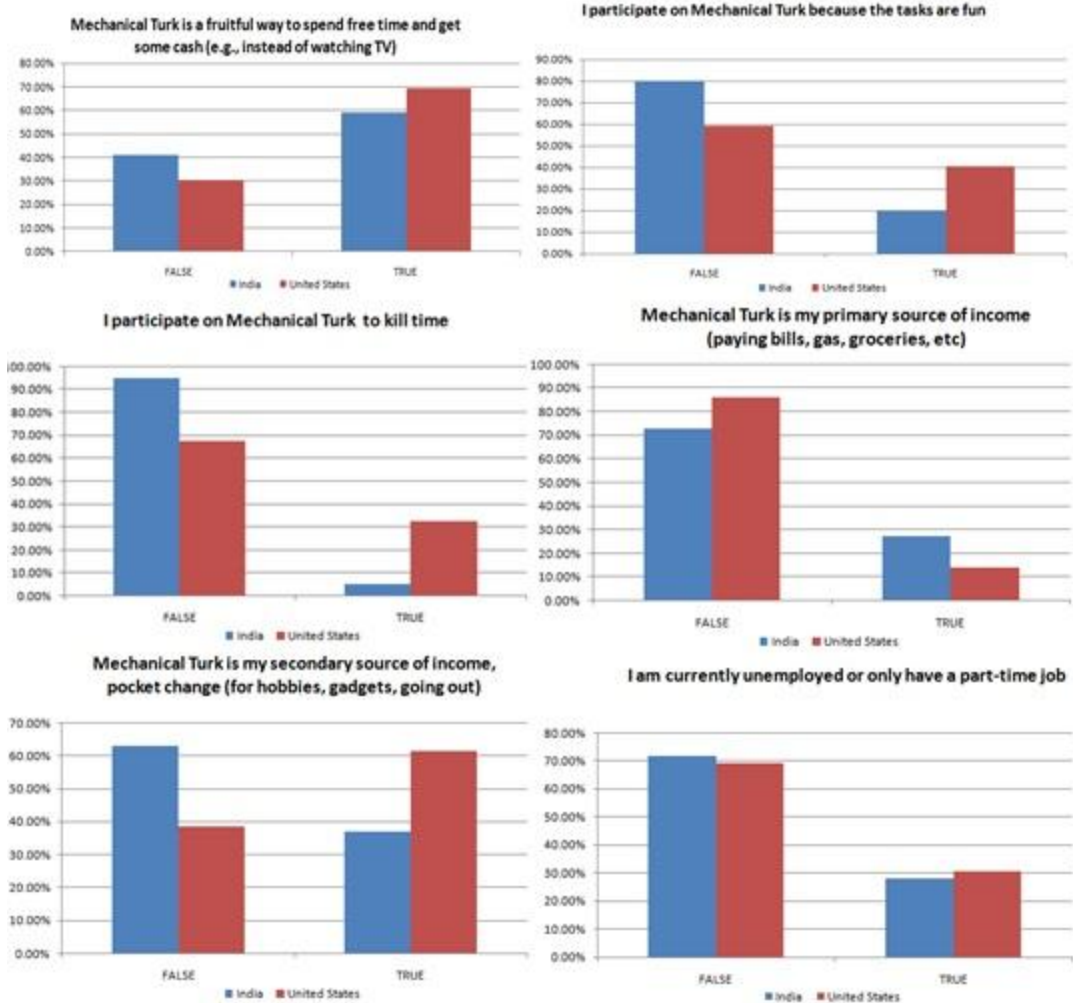 Mechanical Turk is a fruitful way to spend free time and get
some cash (e.g., instead of watching TV)
80.00%
70.00%
60.00%
50.00%
40.00%
30.00%
20.00%
10.00%
0.00%
FALSE TRUE
India United States
I participate on Mechanical Turk because the tasks are fun
90.00%
80.00%
70.00%
60.00%
50.00%
40.00%
30.00%
20.00%
10.00%
0.00%
FALSE TRUE
India United States
I participate on Mechanical Turk to kill time
00.00%
90.00%
80.00%
70.00%
60.00%
50.00%
40.00%
30.00%
20.00%
10.00%
0.00%
FALSE TRUE
India United States
Mechanical Turk is my primary source of income
(paying bills, gas, groceries, etc)
100.00%
90.00%
80.00%
70.00%
60.00%
50.00%
40.00%
30.00%
20.00%
10.00%
0.00%
FALSE TRUE
India United States
Mechanical Turk is my secondary source of income,
pocket change (for hobbies, gadgets, going out)
70.00%
60.00%
50.00%
40.00%
30.00%
20.00%
10.00%
0.00%
FALSE TRUE
India United States
I am currently unemployed or only have a part-time job
80.00%
70.00%
60.00%
50.00%
40.00%
30.00%
20.00%
10.00%
0.00%
FALSE TRUE
India United States